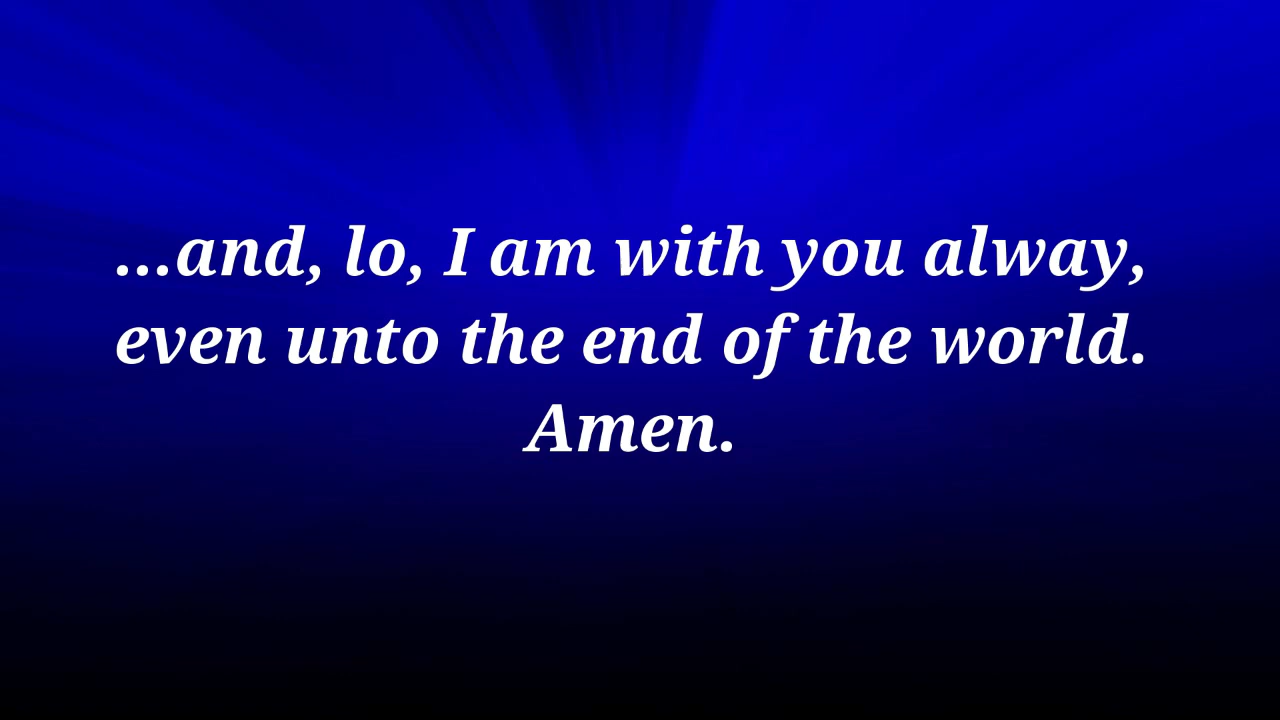 ...and, lo, I am with you alway,
even unto the end of the world.
Amen.